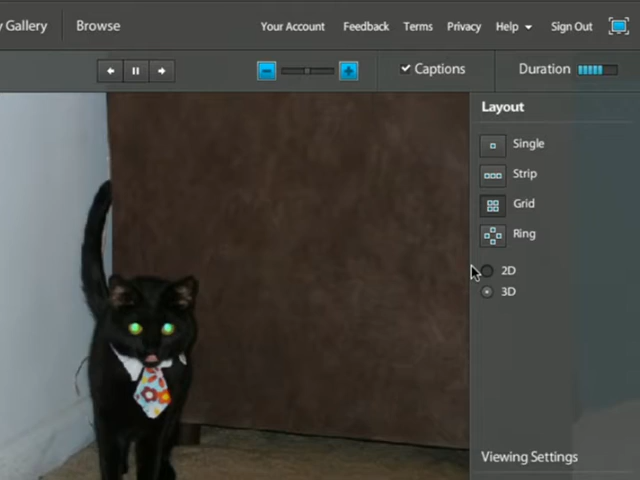 Gallery Browse Your Account Feedback Terms Privacy Help Sign Out
Captions Duration
Layout
Single
Strip
Grid
Ring
2D
3D
Viewing Settings